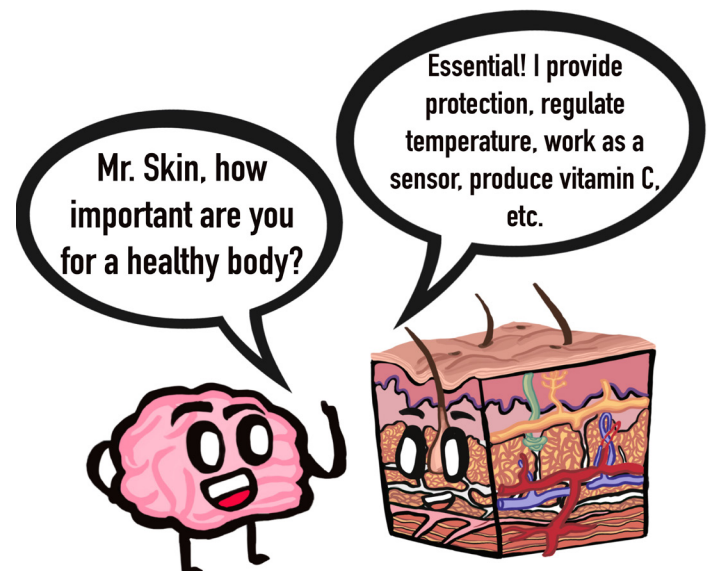 Mr. Skin, how
important are you
for a healthy body?
Essential! I provide
protection, regulate
temperature, work as a
sensor, produce vitamin C,
etc.